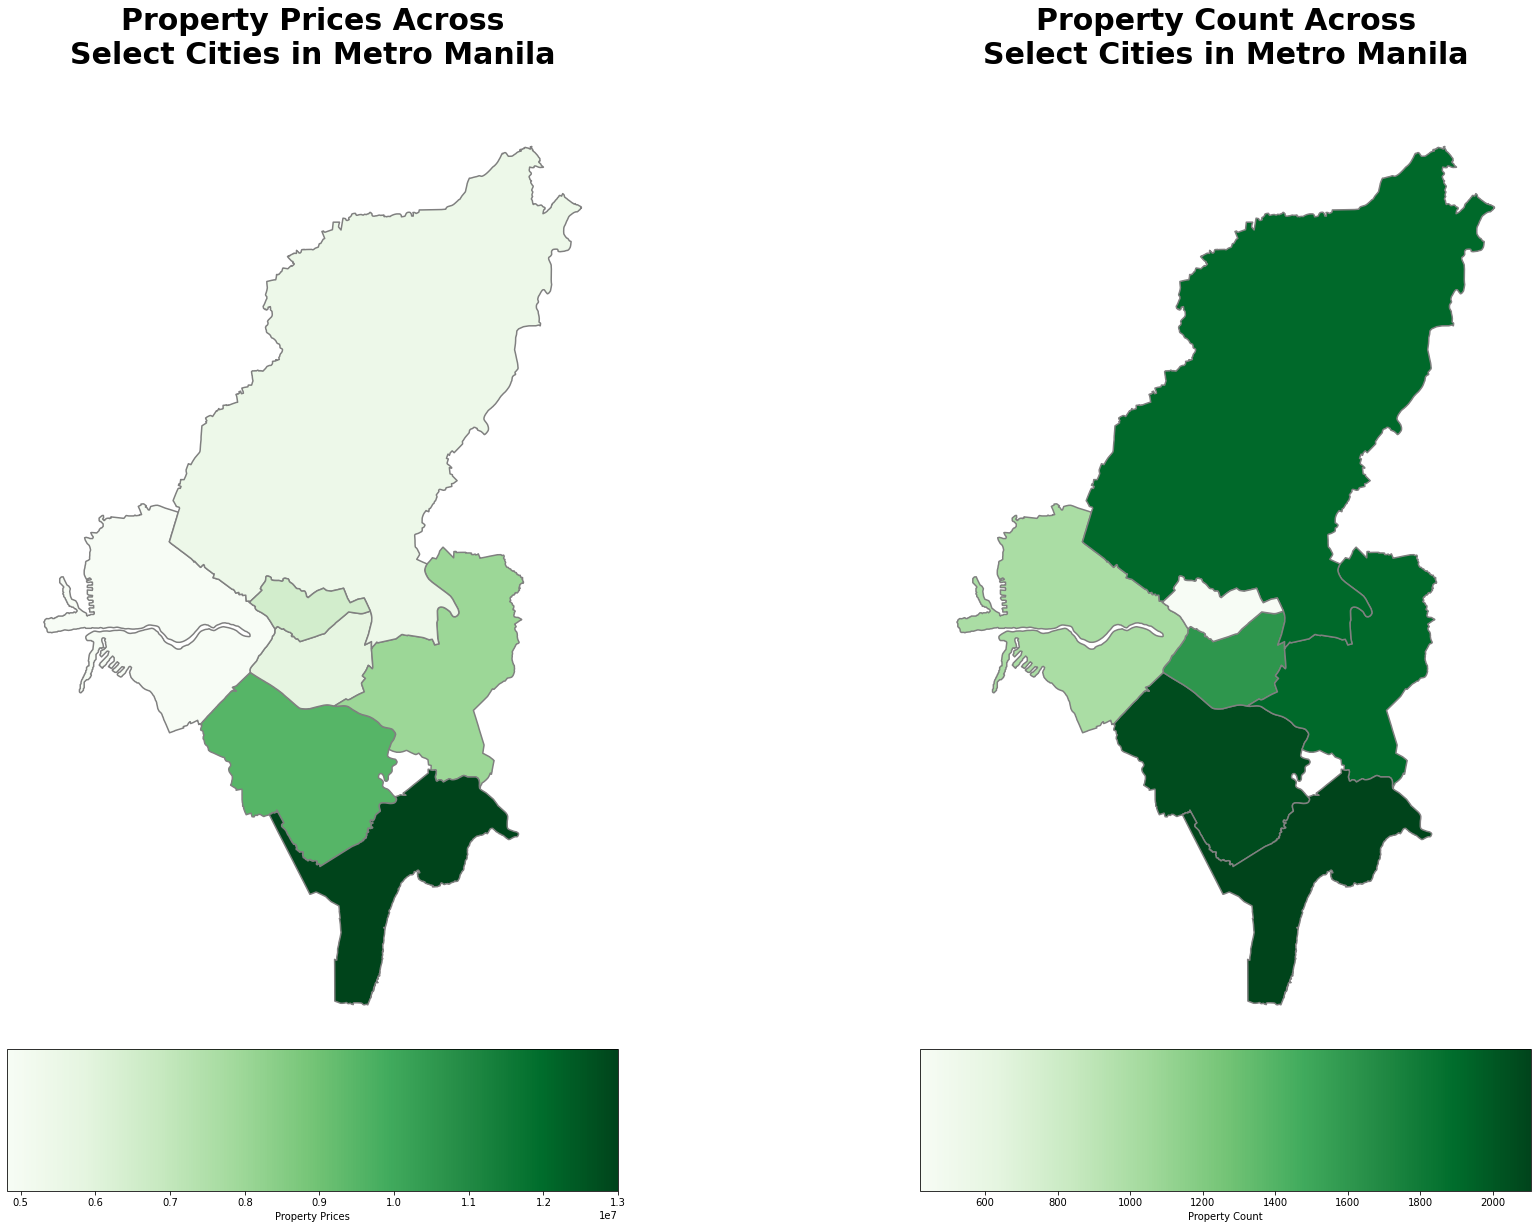 Property Prices Across
Select Cities in Metro Manila
0.5 0.6 0.7 0.8 0.9 1.0 1.1 1.2 1.3
1e7
Property Prices
Property Count Across
Select Cities in Metro Manila
600 800 1000 1200 1400 1600 1800 2000
Property Count